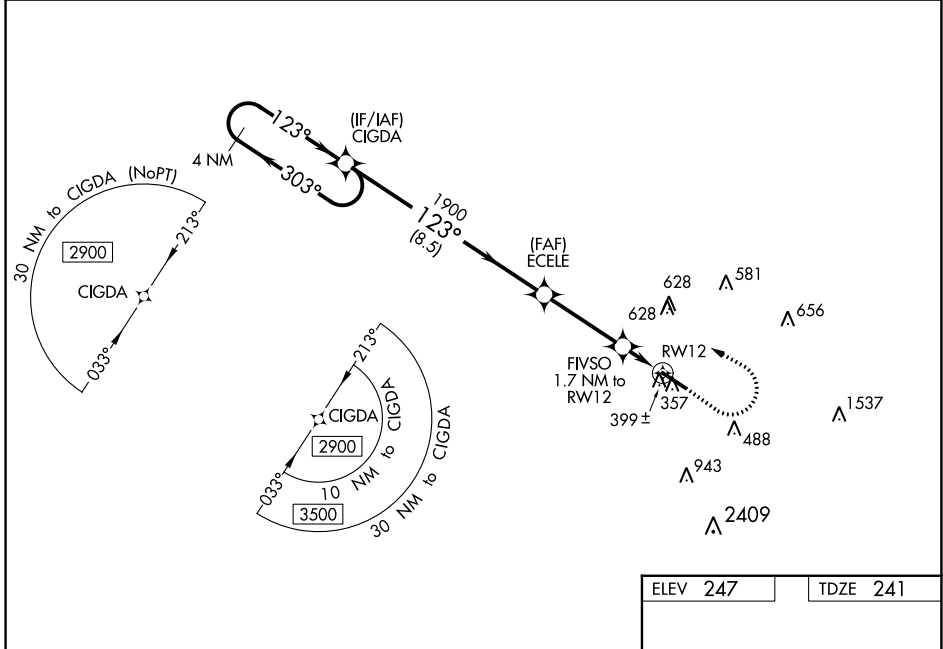 123°
(IF/IAF)
CIGDA
4 NM
303°
30 NM to CIGDA (NoPT)
213°
2900
CIGDA
033°
1900
123°
(8.5)
(FAF)
ECELE
628
628
581
656
FIVSO
1.7 NM to
RW12
RW12
399±
357
488
1537
943
2409
213°
CIGDA
2900
10 NM to CIGDA
033°
3500
30 NM to CIGDA
ELEV 247
TDZE 241